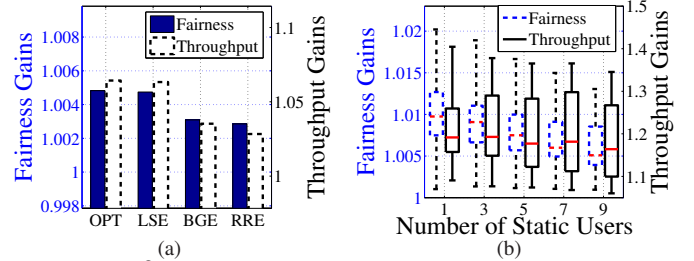 Fairness Gains
1.008
1.006
1.004
1.002
1
0.998
Fairness
Throughput
1.1
1.05
1
Throughput Gains
OPT LSE BGE RRE
(a)
Fairness Gains
1.02
1.015
1.01
1.005
1
Fairness
Throughput
1.5
1.4
1.3
1.2
1.1
Throughput Gains
1 3 5 7 9
Number of Static Users
(b)